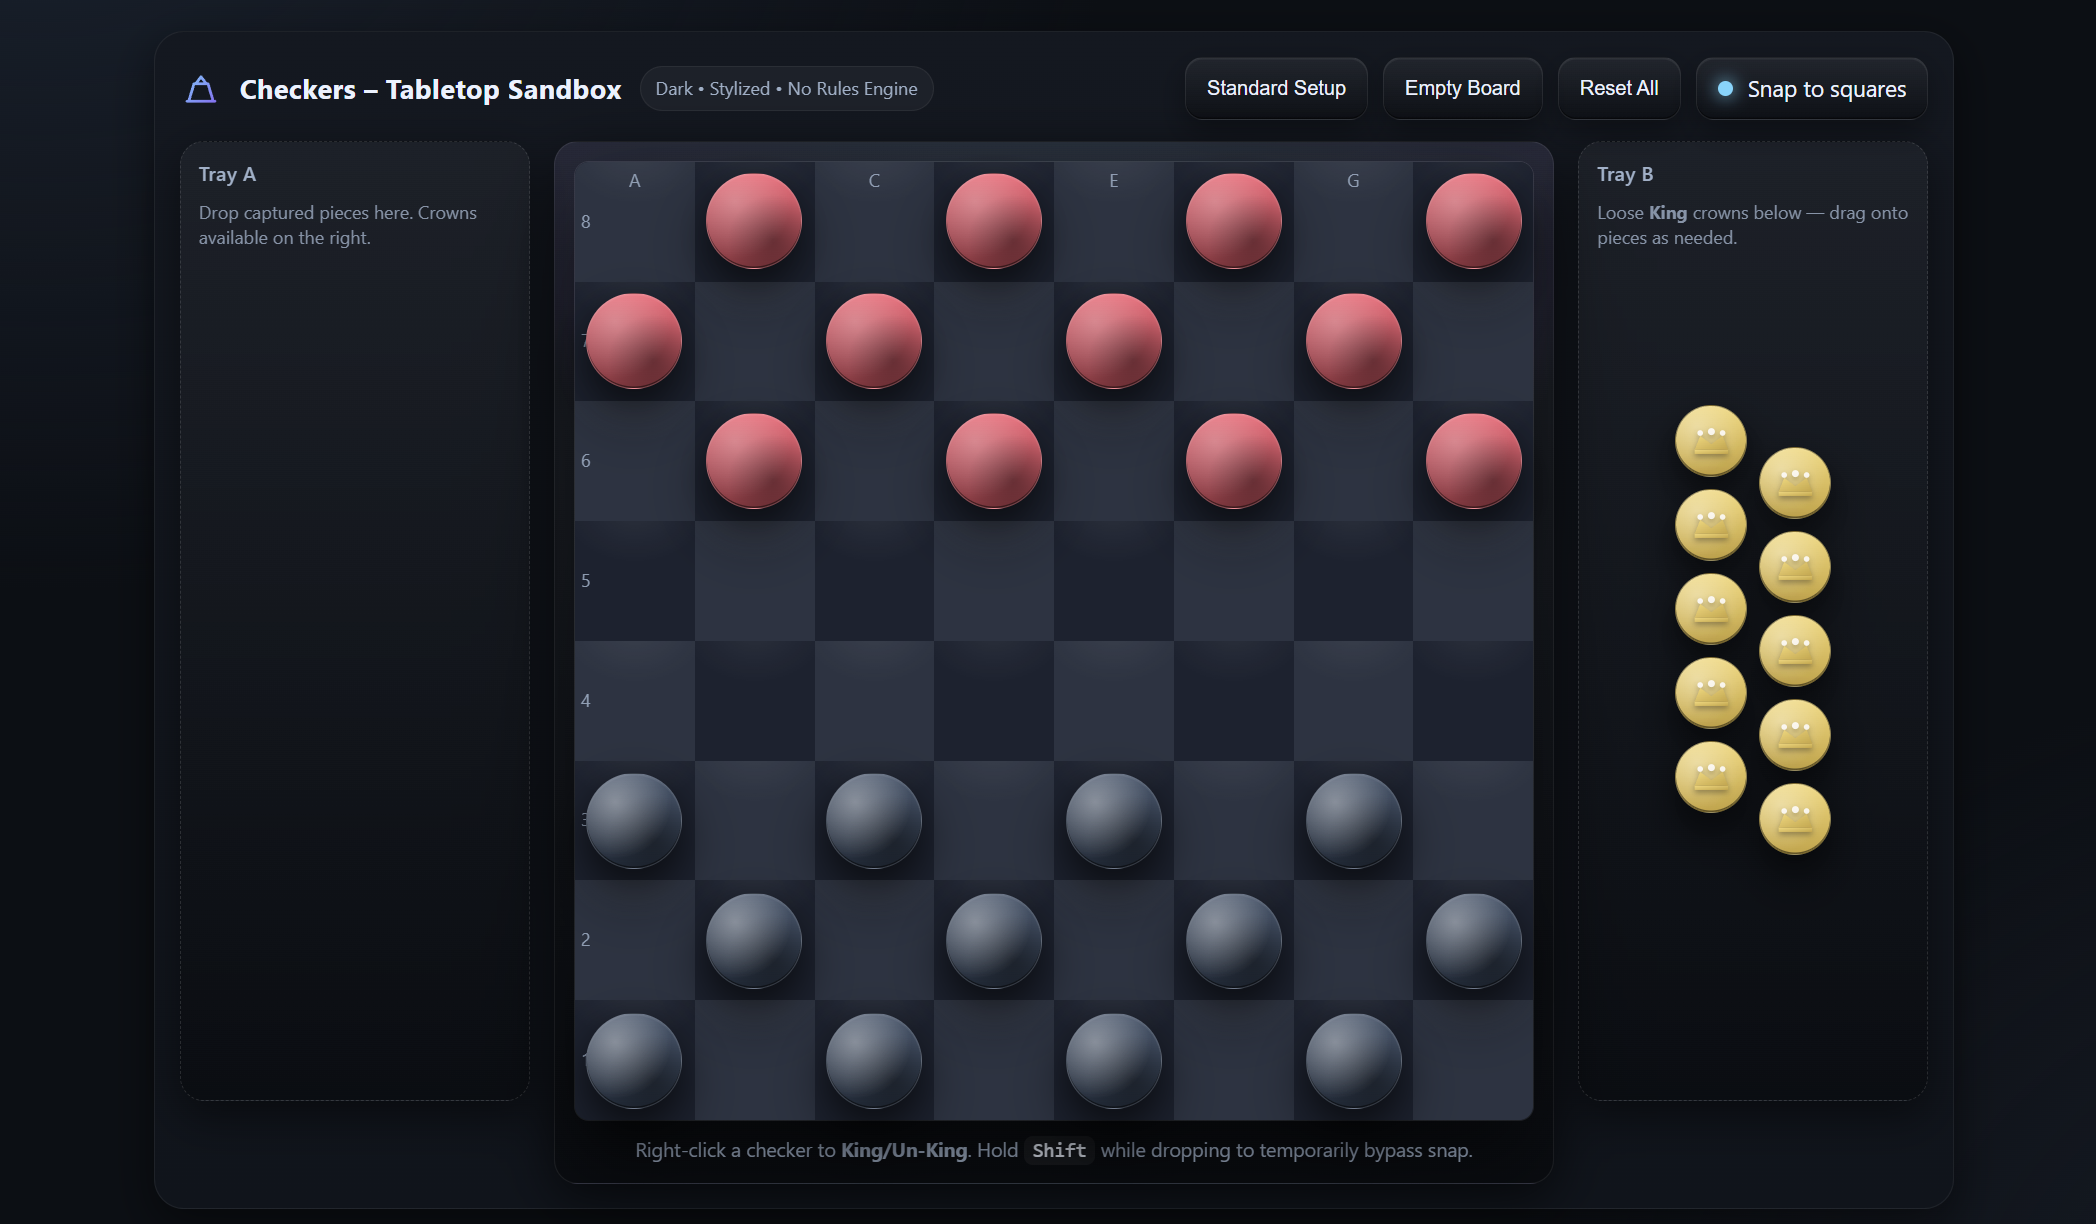 Checkers – Tabletop Sandbox
Dark • Stylized • No Rules Engine
Standard Setup
Empty Board
Reset All
Snap to squares
Tray A
Drop captured pieces here. Crowns
available on the right.
A
C
E
G
8
7
6
5
4
3
2
1
Right-click a checker to King/Un-King. Hold Shift while dropping to temporarily bypass snap.
Tray B
Loose King crowns below — drag onto
pieces as needed.